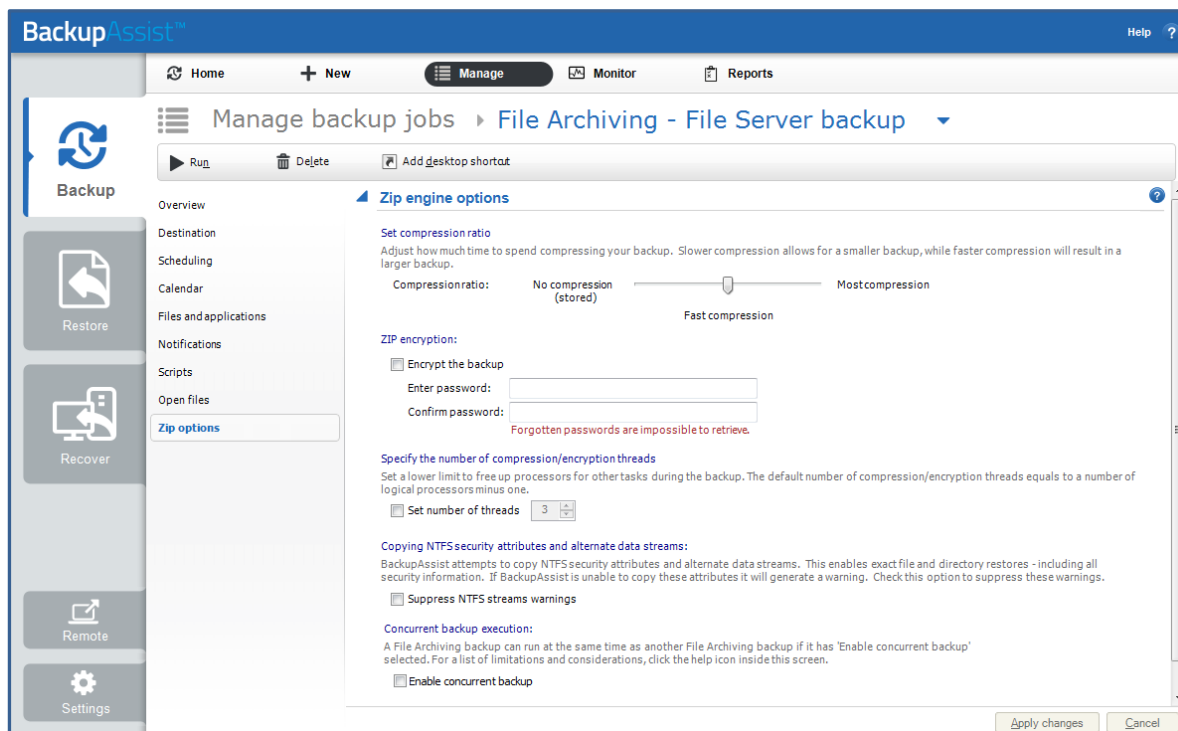 BackupAssist™
Help ?
Home
New
Manage
Monitor
Reports
Manage backup jobs
File Archiving - File Server backup
Run
Delete
Add desktop shortcut
Backup
Restore
Recover
Remote
Settings
Overview
Destination
Scheduling
Calendar
Files and applications
Notifications
Scripts
Open files
Zip options
Zip engine options
?
Set compression ratio
Adjust how much time to spend compressing your backup. Slower compression allows for a smaller backup, while faster compression will result in a
larger backup.
Compression ratio:
No compression
(stored)
Most compression
Fast compression
ZIP encryption:
Encrypt the backup
Enter password:
Confirm password:
Forgotten passwords are impossible to retrieve.
Specify the number of compression/encryption threads
Set a lower limit to free up processors for other tasks during the backup. The default number of compression/encryption threads equals to a number of
logical processors minus one.
Set number of threads 3
Copying NTFS security attributes and alternate data streams:
BackupAssist attempts to copy NTFS security attributes and alternate data streams. This enables exact file and directory restores - including all
security information. If BackupAssist is unable to copy these attributes it will generate a warning. Check this option to suppress these warnings.
Suppress NTFS streams warnings
Concurrent backup execution:
A File Archiving backup can run at the same time as another File Archiving backup if it has 'Enable concurrent backup'
selected. For a list of limitations and considerations, click the help icon inside this screen.
Enable concurrent backup
Apply changes
Cancel